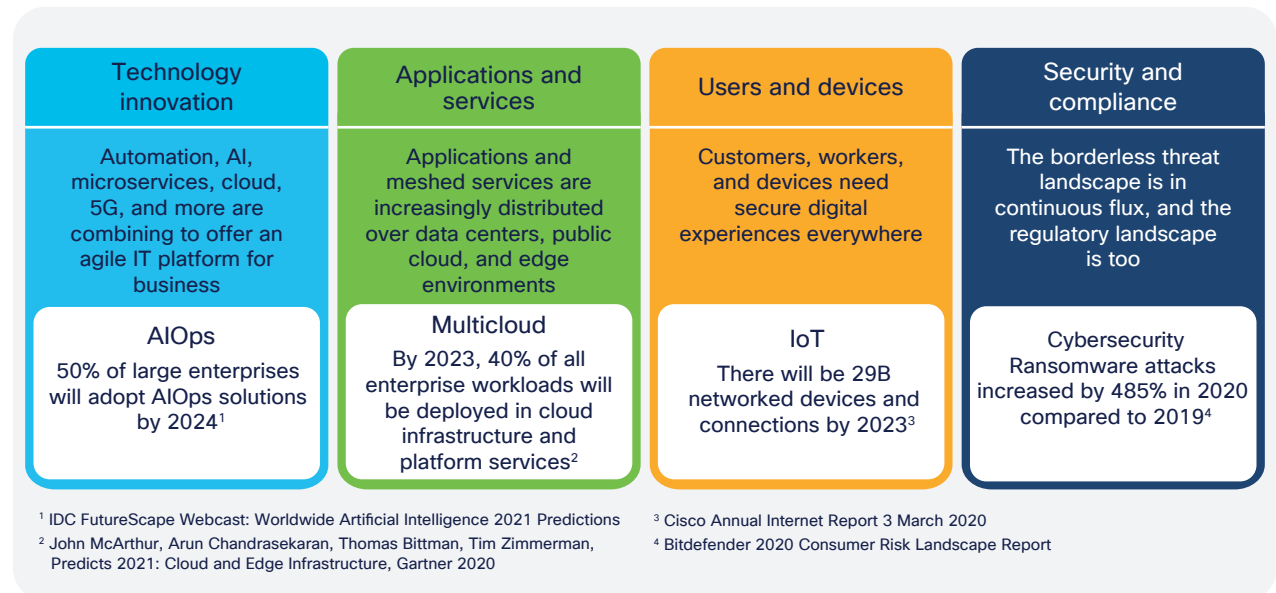 Technology
innovation
Automation, AI,
microservices, cloud,
5G, and more are
combining to offer an
agile IT platform for
business
AIOps
50% of large enterprises
will adopt AIOps solutions
by 2024¹
Applications and
services
Applications and
meshed services are
increasingly distributed
over data centers, public
cloud, and edge
environments
Multicloud
By 2023, 40% of all
enterprise workloads will
be deployed in cloud
infrastructure and
platform services²
Users and devices
Customers, workers,
and devices need
secure digital
experiences everywhere
IoT
There will be 29B
networked devices and
connections by 2023³
Security and
compliance
The borderless threat
landscape is in
continuous flux, and the
regulatory landscape
is too
Cybersecurity
Ransomware attacks
increased by 485% in 2020
compared to 2019⁴
¹ IDC FutureScape Webcast: Worldwide Artificial Intelligence 2021 Predictions
² John McArthur, Arun Chandrasekaran, Thomas Bittman, Tim Zimmerman,
Predicts 2021: Cloud and Edge Infrastructure, Gartner 2020
³ Cisco Annual Internet Report 3 March 2020
⁴ Bitdefender 2020 Consumer Risk Landscape Report